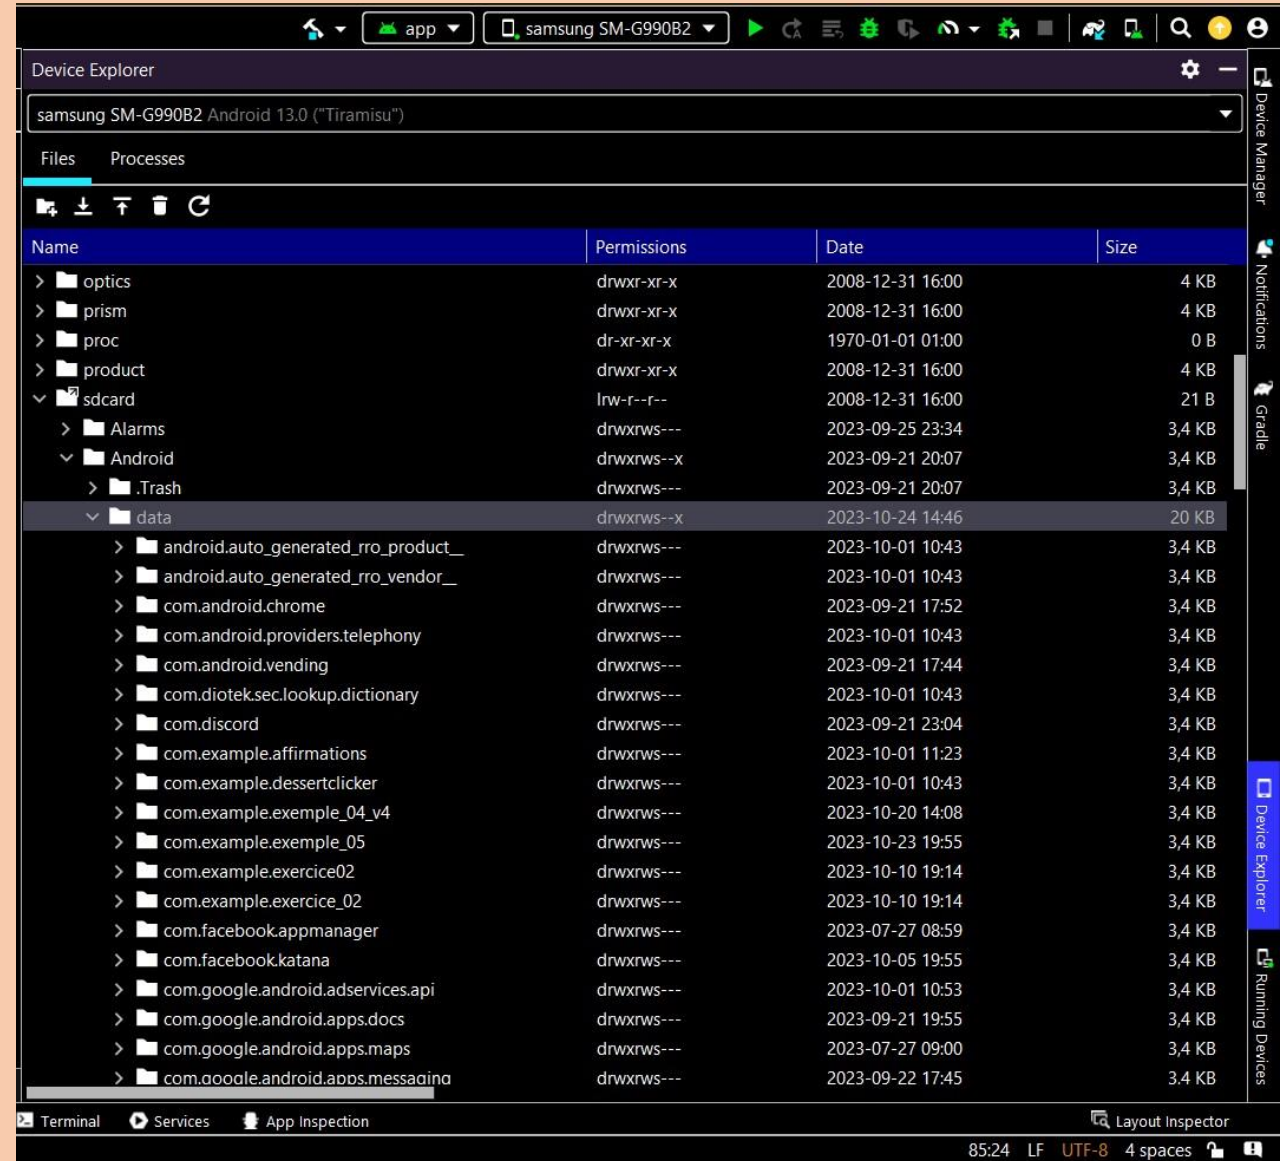 app samsung SM-G990B2
Device Explorer
samsung SM-G990B2 Android 13.0 ("Tiramisu")
Files Processes
Name Permissions Date Size
optics drwxr-xr-x 2008-12-31 16:00 4 KB
prism drwxr-xr-x 2008-12-31 16:00 4 KB
proc dr-xr-xr-x 1970-01-01 01:00 0 B
product drwxr-xr-x 2008-12-31 16:00 4 KB
sdcard lrw-r--r-- 2008-12-31 16:00 21 B
Alarms drwxrws--- 2023-09-25 23:34 3,4 KB
Android drwxrws--x 2023-09-21 20:07 3,4 KB
.Trash drwxrws--- 2023-09-21 20:07 3,4 KB
data drwxrws--x 2023-10-24 14:46 20 KB
android.auto_generated_rro_product__ drwxrws--- 2023-10-01 10:43 3,4 KB
android.auto_generated_rro_vendor__ drwxrws--- 2023-10-01 10:43 3,4 KB
com.android.chrome drwxrws--- 2023-09-21 17:52 3,4 KB
com.android.providers.telephony drwxrws--- 2023-10-01 10:43 3,4 KB
com.android.vending drwxrws--- 2023-09-21 17:44 3,4 KB
com.diotek.sec.lookup.dictionary drwxrws--- 2023-10-01 10:43 3,4 KB
com.discord drwxrws--- 2023-09-21 23:04 3,4 KB
com.example.affirmations drwxrws--- 2023-10-01 11:23 3,4 KB
com.example.dessertclicker drwxrws--- 2023-10-01 10:43 3,4 KB
com.example.exemple_04_v4 drwxrws--- 2023-10-20 14:08 3,4 KB
com.example.exemple_05 drwxrws--- 2023-10-23 19:55 3,4 KB
com.example.exercice02 drwxrws--- 2023-10-10 19:14 3,4 KB
com.example.exercice_02 drwxrws--- 2023-10-10 19:14 3,4 KB
com.facebook.appmanager drwxrws--- 2023-07-27 08:59 3,4 KB
com.facebook.katana drwxrws--- 2023-10-05 19:55 3,4 KB
com.google.android.adservices.api drwxrws--- 2023-10-01 10:53 3,4 KB
com.google.android.apps.docs drwxrws--- 2023-09-21 19:55 3,4 KB
com.google.android.apps.maps drwxrws--- 2023-07-27 09:00 3,4 KB
com.google.android.apps.messaging drwxrws--- 2023-09-22 17:45 3,4 KB
Device Manager
Notifications
Gradle
Device Explorer
Running Devices
Terminal Services App Inspection Layout Inspector
85:24 LF UTF-8 4 spaces